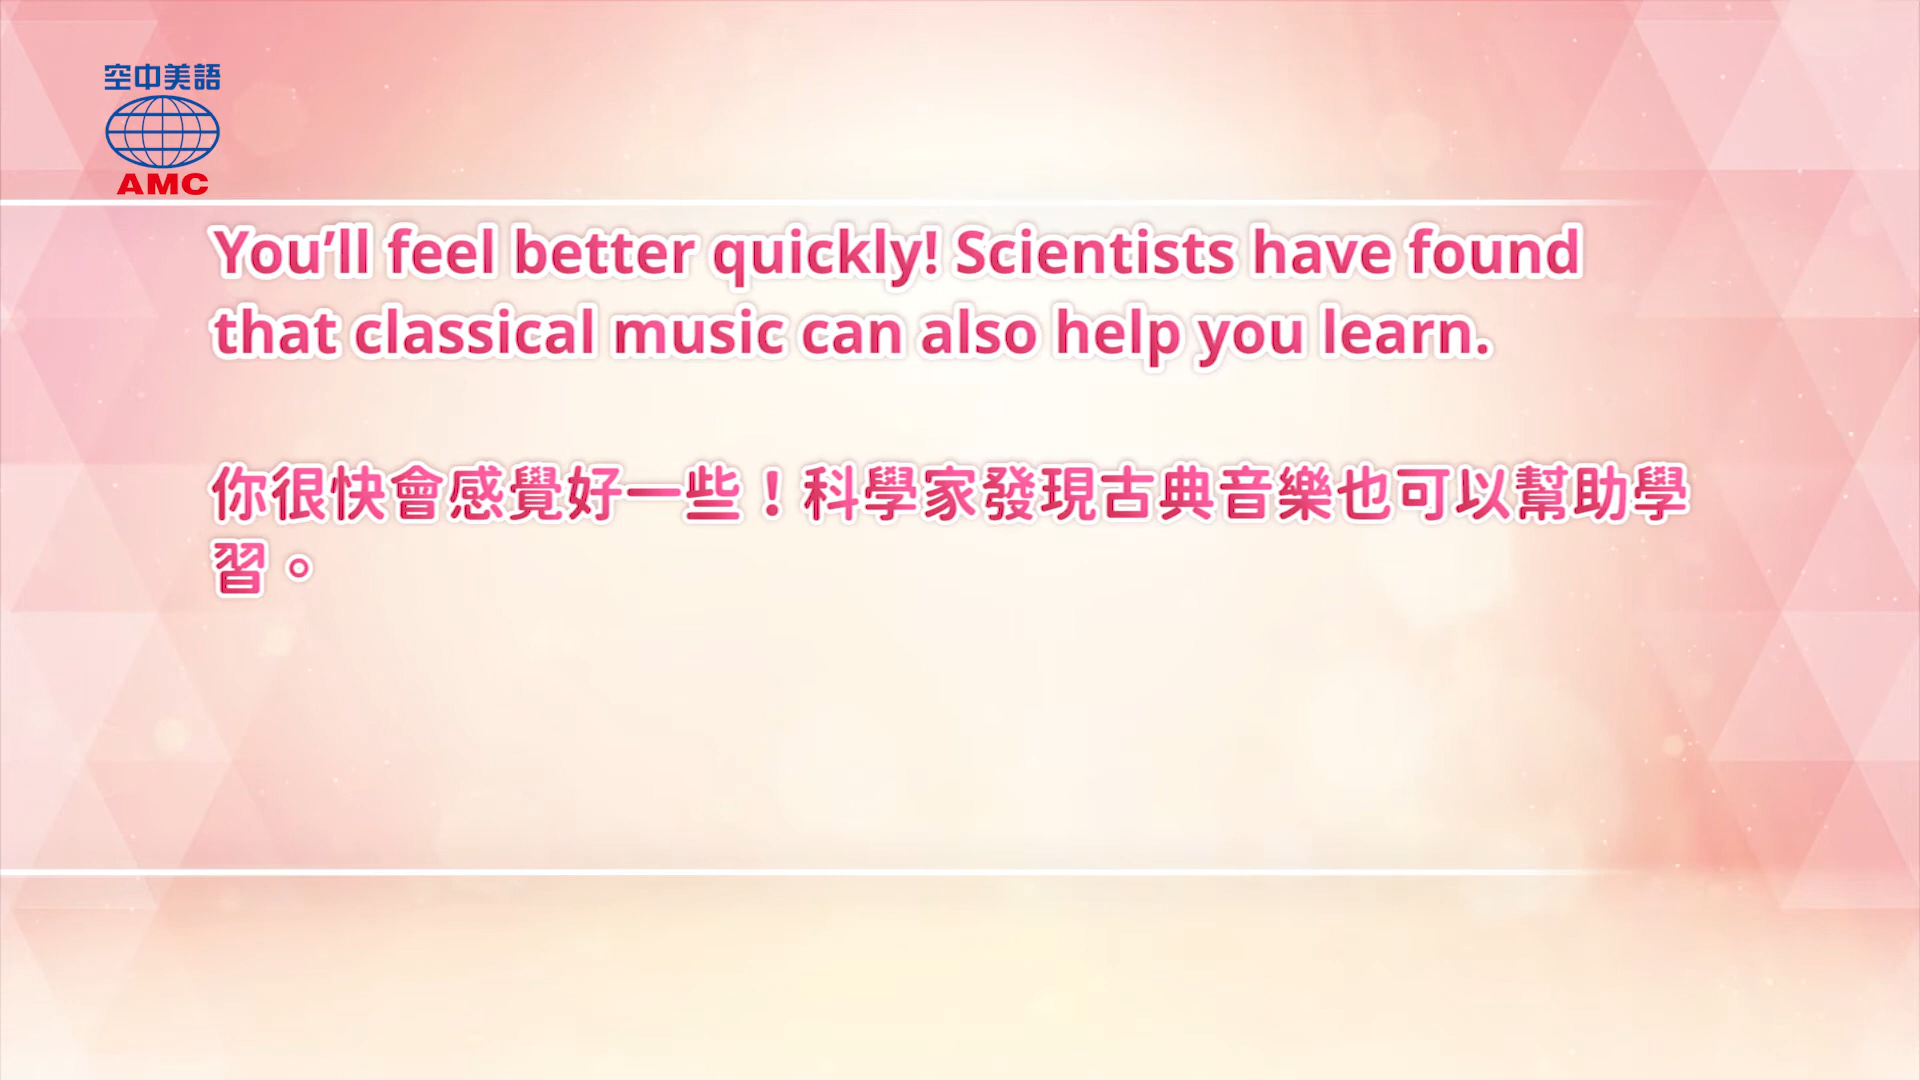 空中美語
AMC
You’ll feel better quickly! Scientists have found
that classical music can also help you learn.
你很快會感覺好一些！科學家發現古典音樂也可以幫助學
習。